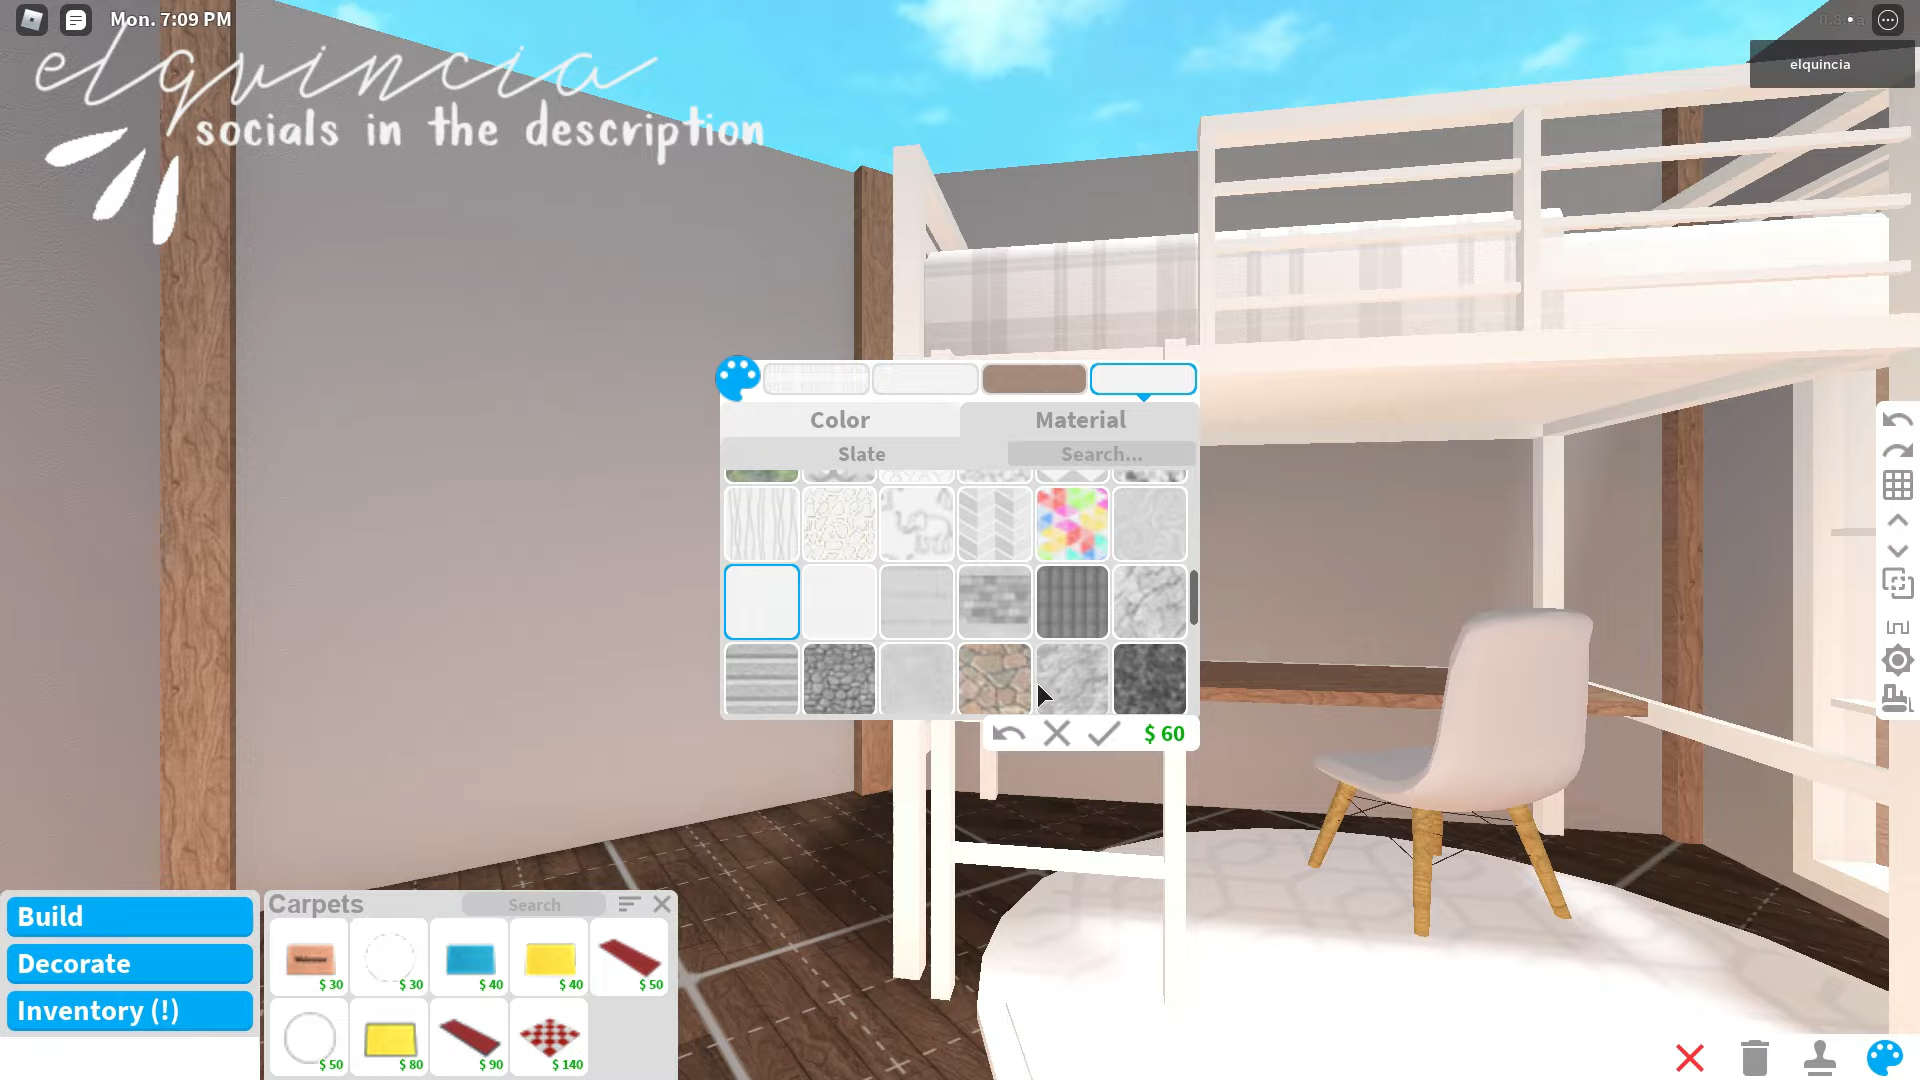 Mon. 7:09 PM
elquincia
elquincia
socials in the description
Color
Material
Slate
Search...
$ 60
Build
Decorate
Inventory (!)
Carpets
Search
$ 30
$ 30
$ 40
$ 40
$ 50
$ 50
$ 80
$ 90
$ 140